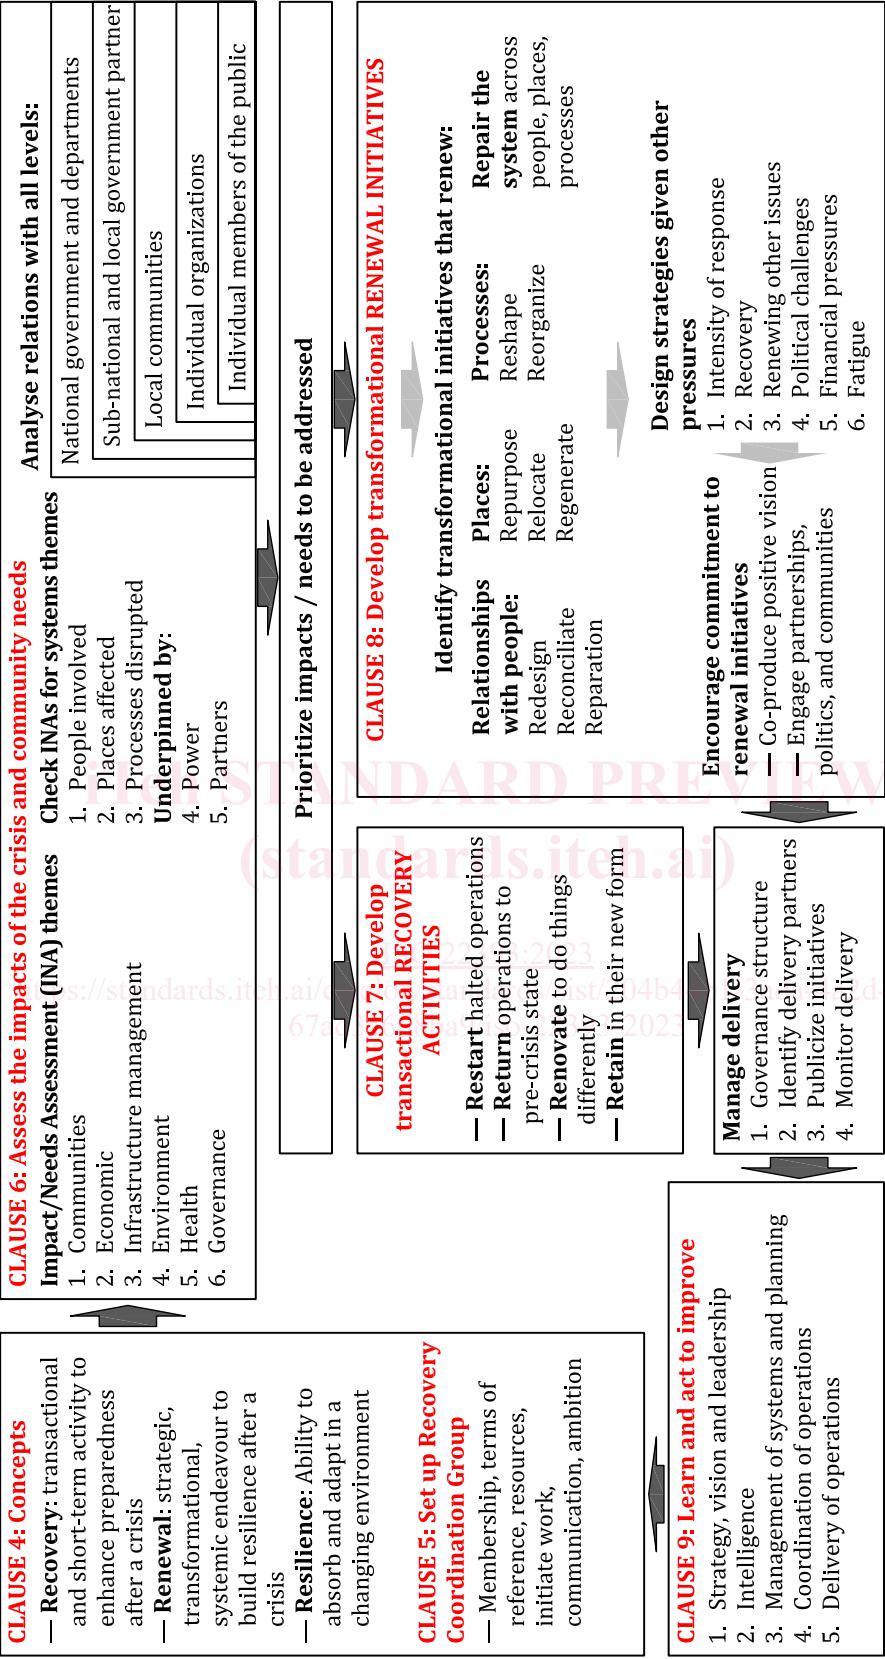 CLAUSE 4: Concepts
— Recovery: transactional
and short-term activity to
enhance preparedness
after a crisis
— Renewal: strategic,
transformational,
systemic endeavour to
build resilience after a
crisis
— Resilience: Ability to
absorb and adapt in a
changing environment
CLAUSE 5: Set up Recovery
Coordination Group
— Membership, terms of
reference, resources,
initiate work,
communication, ambition
CLAUSE 6: Assess the impacts of the crisis and community needs
Impact/Needs Assessment (INA) themes
1. Communities
2. Economic
3. Infrastructure management
4. Environment
5. Health
6. Governance
Check INAs for systems themes
1. People involved
2. Places affected
3. Processes disrupted
Underpinned by:
4. Power
5. Partners
Analyse relations with all levels:
National government and departments
Sub-national and local government partner
Local communities
Individual organizations
Individual members of the public
Prioritize impacts / needs to be addressed
CLAUSE 7: Develop
transactional RECOVERY
ACTIVITIES
— Restart halted operations
— Return operations to
pre-crisis state
— Renovate to do things
differently
— Retain in their new form
CLAUSE 8: Develop transformational RENEWAL INITIATIVES
Identify transformational initiatives that renew:
Relationships
with people:
Redesign
Reconciliate
Reparation
Places:
Repurpose
Relocate
Regenerate
Processes:
Reshape
Reorganize
Repair the
system across
people, places,
processes
Design strategies given other
pressures
1. Intensity of response
2. Recovery
3. Renewing other issues
4. Political challenges
5. Financial pressures
6. Fatigue
Encourage commitment to
renewal initiatives
— Co-produce positive vision
— Engage partnerships,
politics, and communities
Manage delivery
1. Governance structure
2. Identify delivery partners
3. Publicize initiatives
4. Monitor delivery
CLAUSE 9: Learn and act to improve
1. Strategy, vision and leadership
2. Intelligence
3. Management of systems and planning
4. Coordination of operations
5. Delivery of operations
iTeh STANDARD PREVIEW
(standards.iteh.ai)